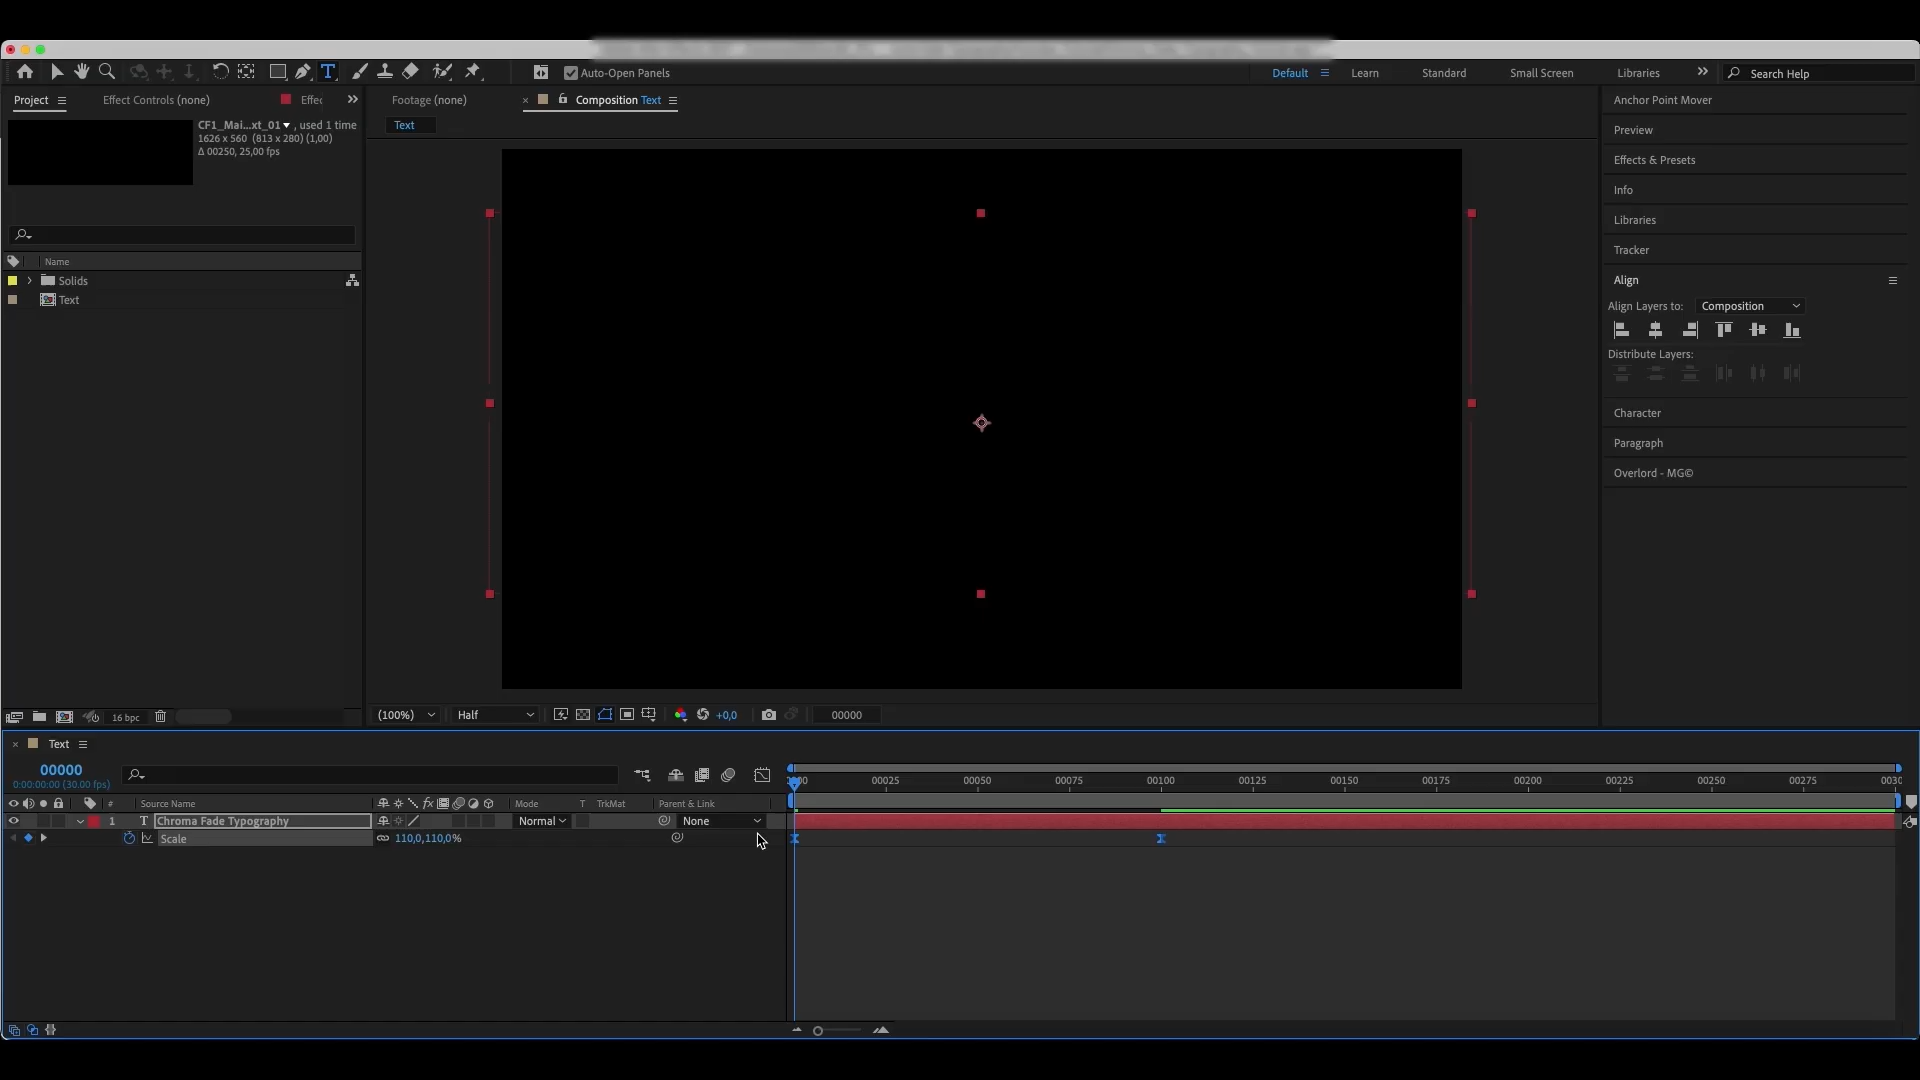 Auto-Open Panels
Default
Learn
Standard
Small Screen
Libraries
Search Help
Project
Effect Controls (none)
Effec
Footage (none)
Composition Text
Text
CF1_Mai...xt_01 , used 1 time
1626 x 560 (813 x 280) (1,00)
Δ 00250, 25,00 fps
Name
Solids
Text
16 bpc
(100%)
Half
+0,0
00000
Anchor Point Mover
Preview
Effects & Presets
Info
Libraries
Tracker
Align
Align Layers to:
Composition
Distribute Layers:
Character
Paragraph
Overlord - MG©
Text
00000
0:00:00:00 (30.00 fps)
# Source Name
Mode
T TrkMat
Parent & Link
1 T Chroma Fade Typography
Normal
None
Scale
110,0,110,0%
00025
00050
00075
00100
00125
00150
00175
00200
00225
00250
00275